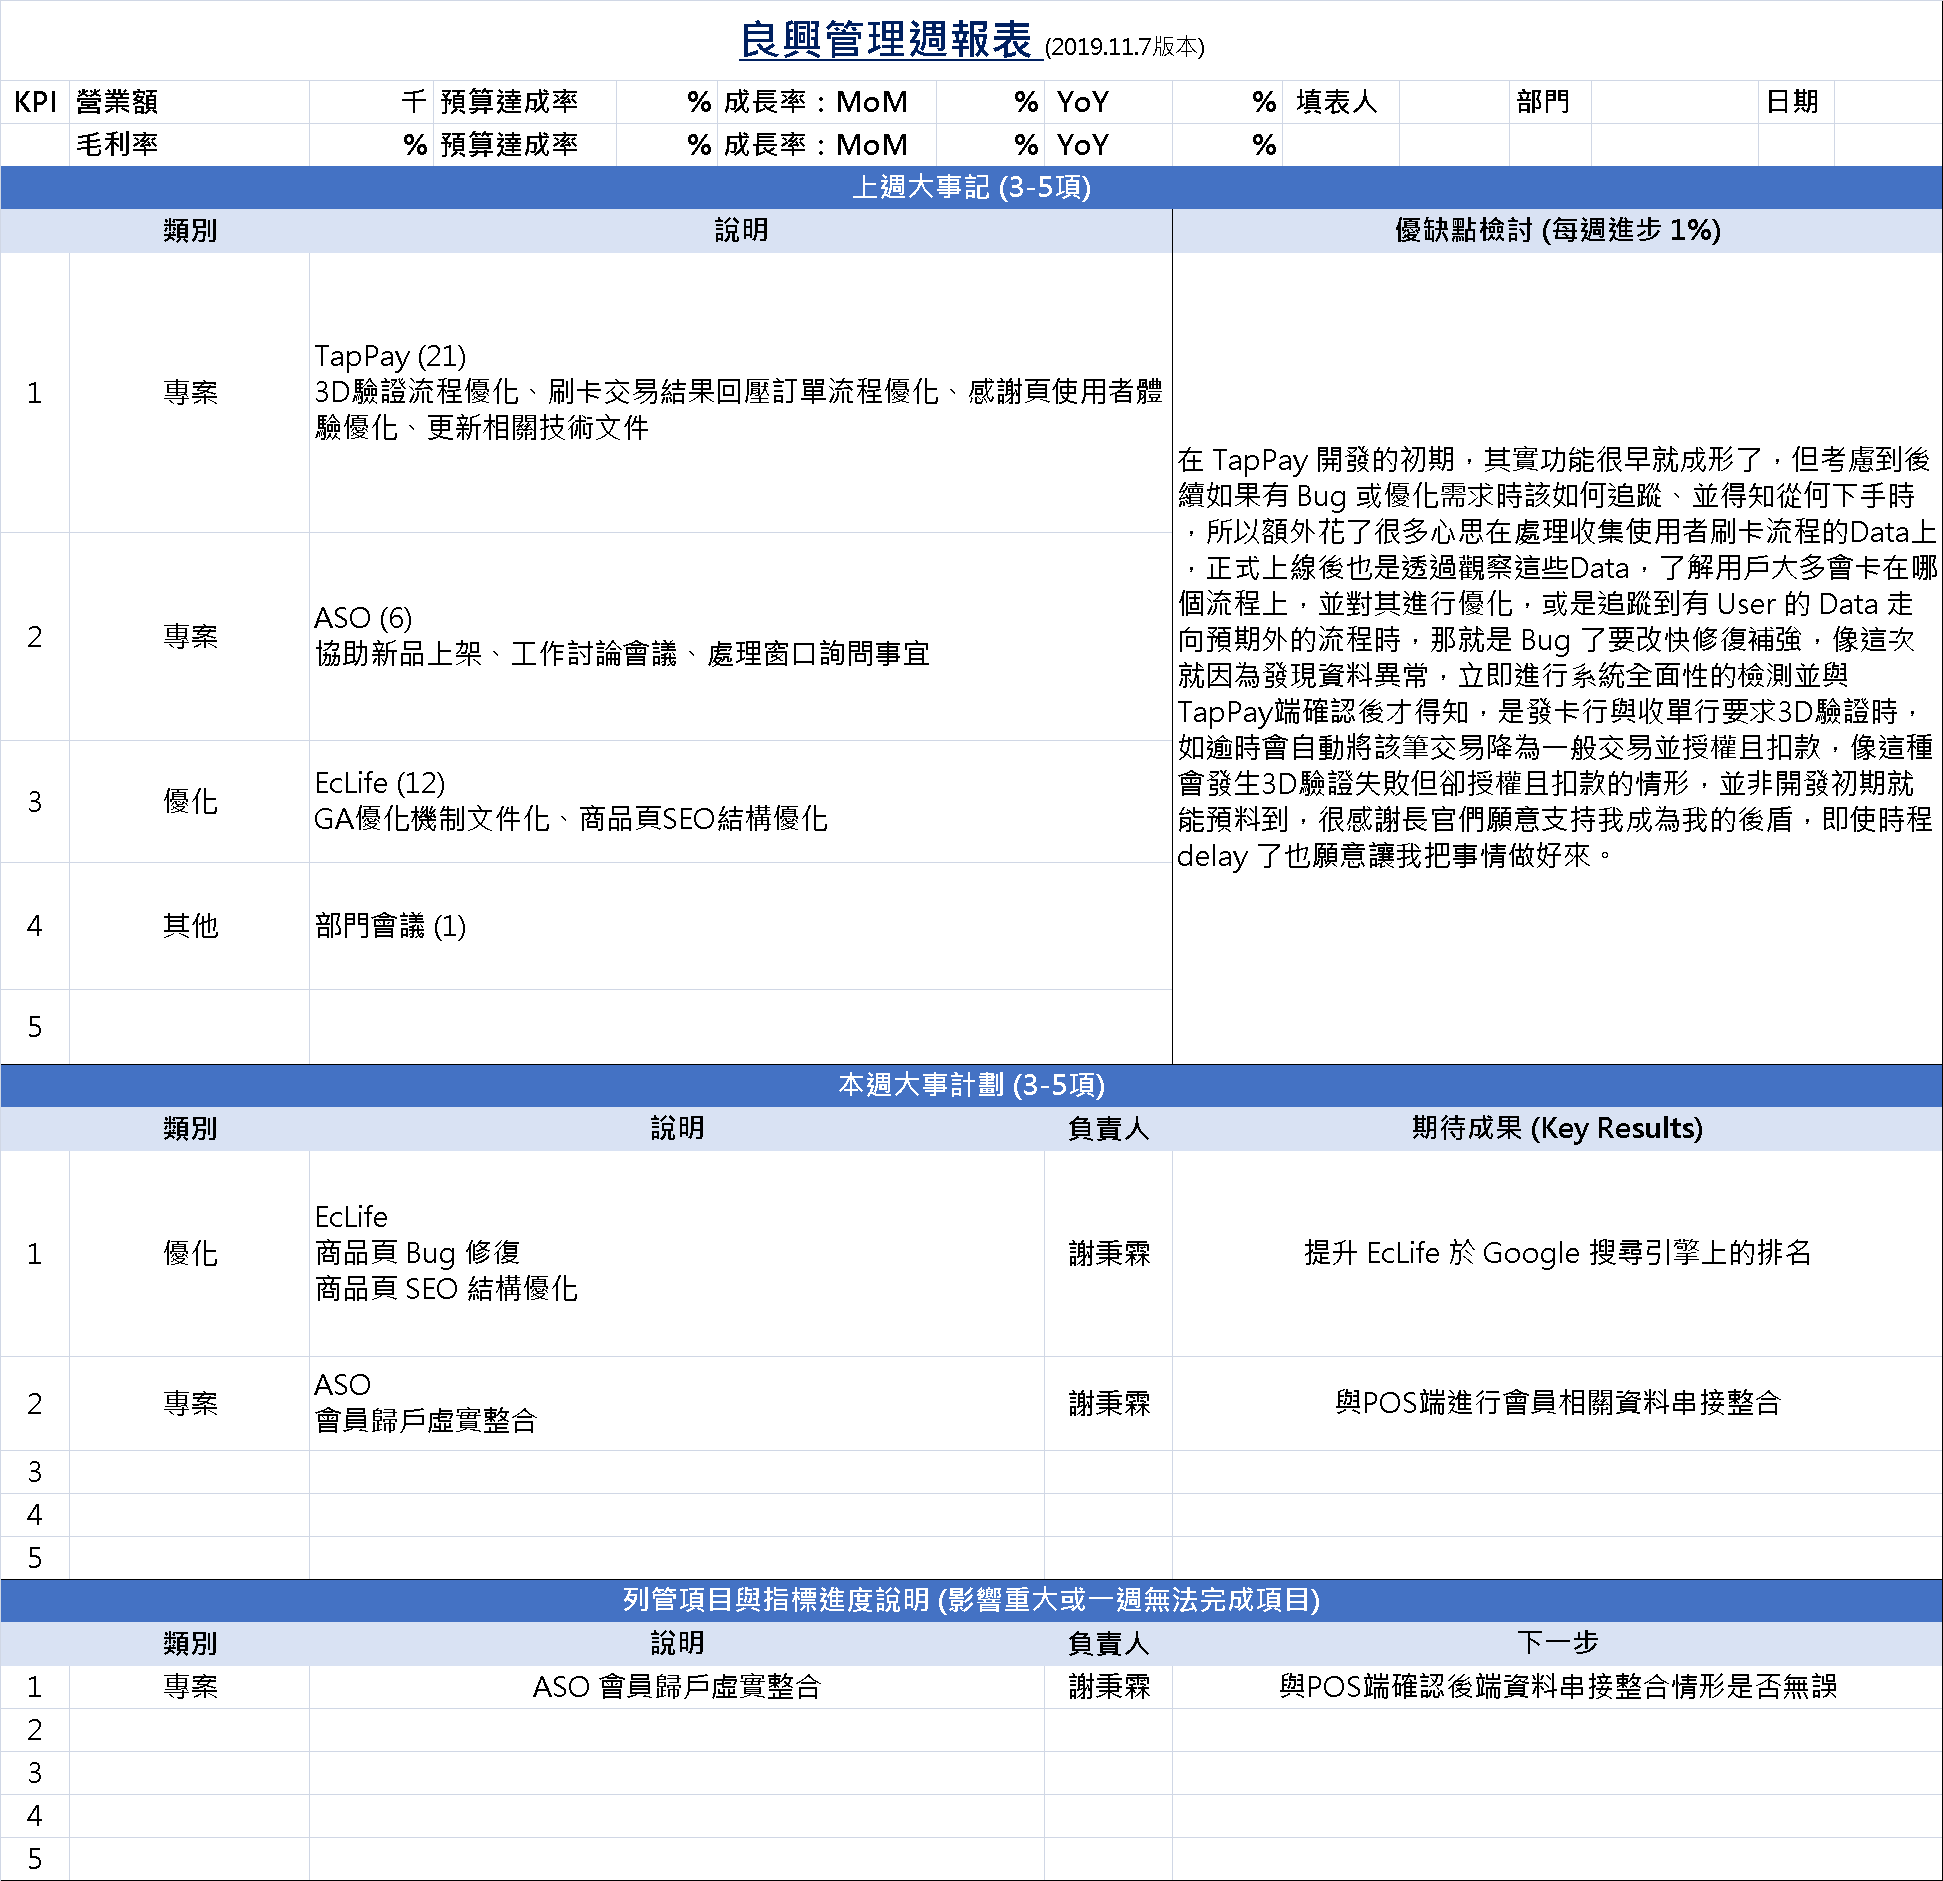 良興管理週報表 (2019.11.7版本)
KPI 營業額 千 預算達成率 % 成長率：MoM % YoY % 填表人 部門 日期
毛利率 % 預算達成率 % 成長率：MoM % YoY %
上週大事記 (3-5項)
類別 說明 優缺點檢討 (每週進步 1%)
1 專案
TapPay (21)
3D驗證流程優化、刷卡交易結果回壓訂單流程優化、感謝頁使用者體
驗優化、更新相關技術文件
2 專案
ASO (6)
協助新品上架、工作討論會議、處理窗口詢問事宜
3 優化
EcLife (12)
GA優化機制文件化、商品頁SEO結構優化
4 其他 部門會議 (1)
5
在 TapPay 開發的初期，其實功能很早就成形了，但考慮到後
續如果有 Bug 或優化需求時該如何追蹤、並得知從何下手時
，所以額外花了很多心思在處理收集使用者刷卡流程的Data上
，正式上線後也是透過觀察這些Data，了解用戶大多會卡在哪
個流程上，並對其進行優化，或是追蹤到有 User 的 Data 走
向預期外的流程時，那就是 Bug 了要改快修復補強，像這次
就因為發現資料異常，立即進行系統全面性的檢測並與
TapPay端確認後才得知，是發卡行與收單行要求3D驗證時，
如逾時會自動將該筆交易降為一般交易並授權且扣款，像這種
會發生3D驗證失敗但卻授權且扣款的情形，並非開發初期就
能預料到，很感謝長官們願意支持我成為我的後盾，即使時程
delay 了也願意讓我把事情做好來。
本週大事計劃 (3-5項)
類別 說明 負責人 期待成果 (Key Results)
1 優化
EcLife
商品頁 Bug 修復
商品頁 SEO 結構優化
謝秉霖 提升 EcLife 於 Google 搜尋引擎上的排名
2 專案
ASO
會員歸戶虛實整合
謝秉霖 與POS端進行會員相關資料串接整合
3
4
5
列管項目與指標進度說明 (影響重大或一週無法完成項目)
類別 說明 負責人 下一步
1 專案 ASO 會員歸戶虛實整合 謝秉霖 與POS端確認後端資料串接整合情形是否無誤
2
3
4
5